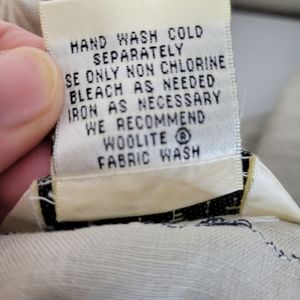 HAND WASH COLD
SEPARATELY
SE ONLY NON CHLORINE
BLEACH AS NEEDED
IRON AS NECESSARY
WE RECOMMEND
WOOLITE ®
FABRIC WASH